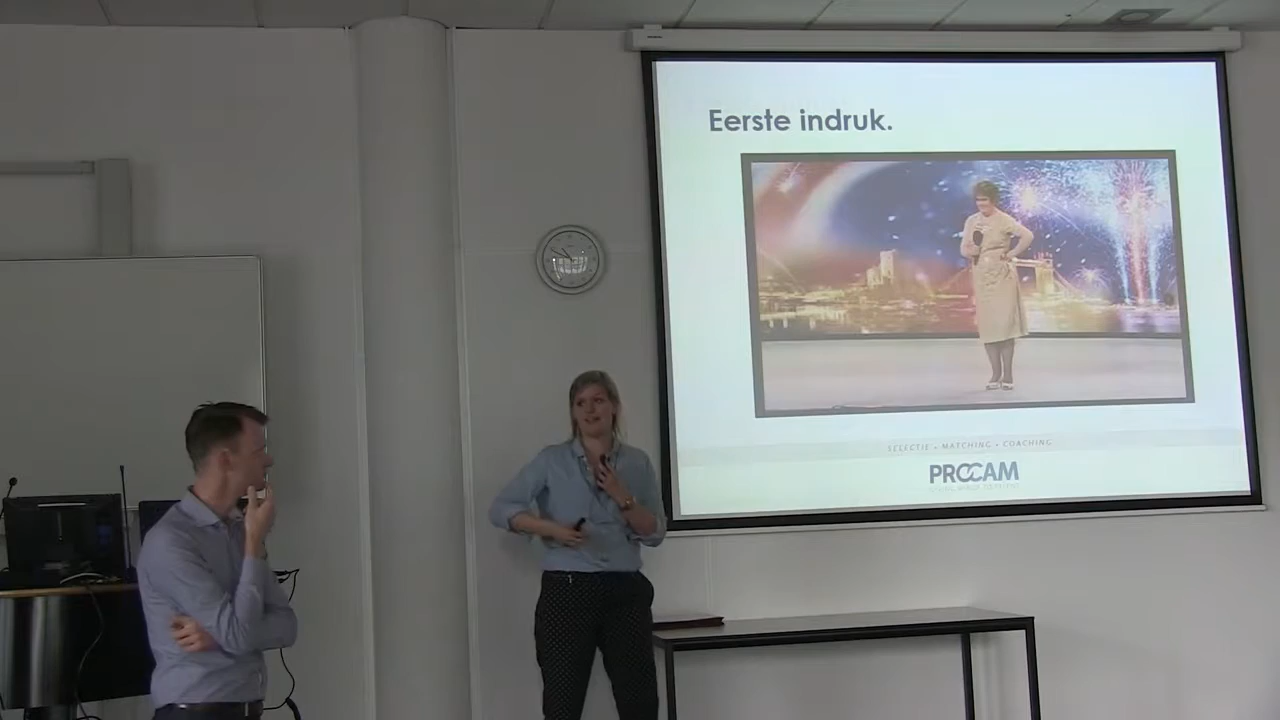 Eerste indruk.
SELECTIE • MATCHING • COACHING
PROCAM